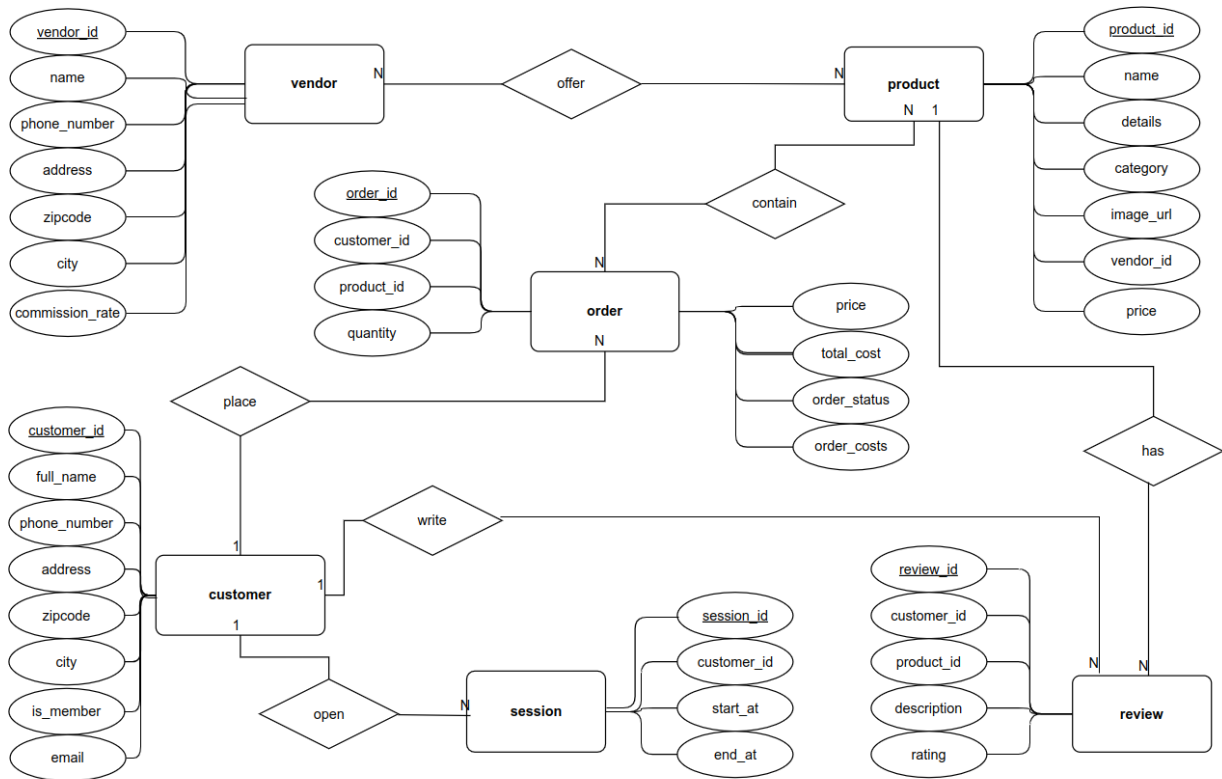 vendor_id
name
phone_number
address
zipcode
city
commission_rate
vendor
N
offer
N
product
N
1
product_id
name
details
category
image_url
vendor_id
price
contain
order_id
customer_id
product_id
quantity
N
order
N
price
total_cost
order_status
order_costs
place
has
customer_id
full_name
phone_number
address
zipcode
city
is_member
email
1
customer
1
1
write
open
N
session
session_id
customer_id
start_at
end_at
review_id
customer_id
product_id
description
rating
N
N
review